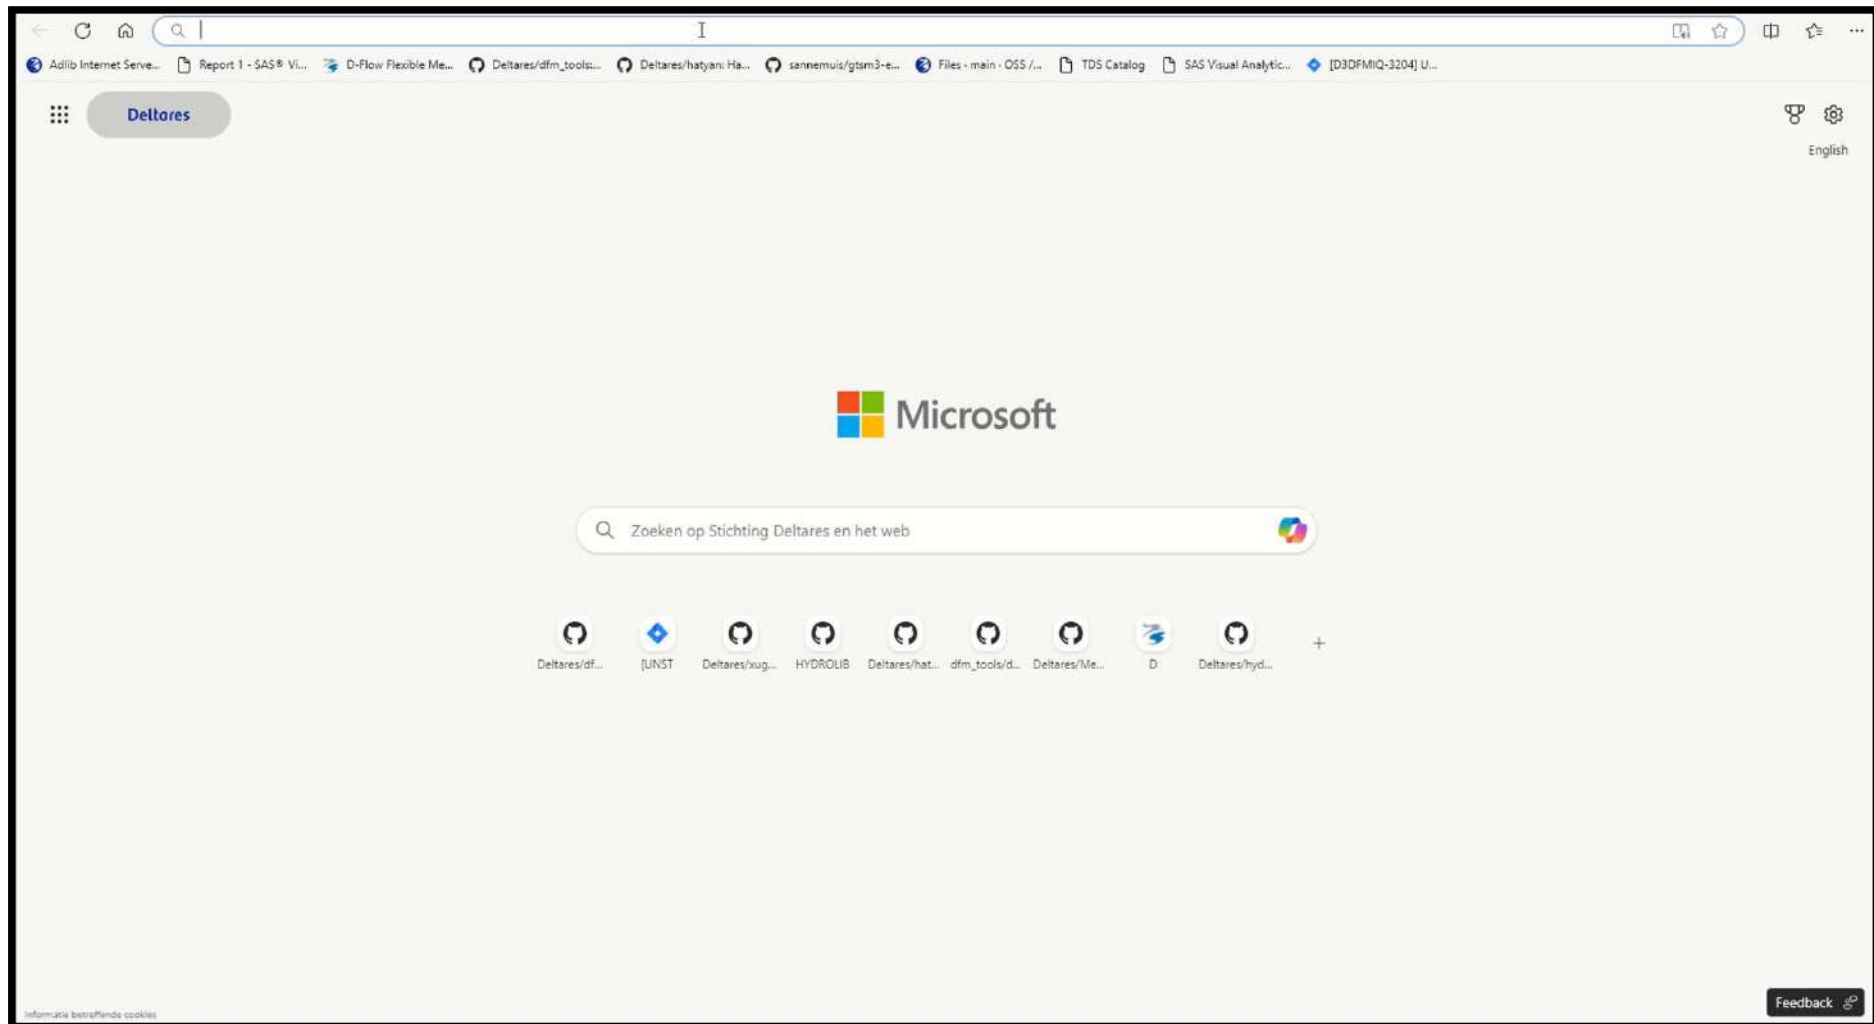 Adlib Internet Serve... Report 1 - SAS® Vi... D-Flow Flexible Me... Deltares/dfm_tools:... Deltares/hatyan: Ha... sannemuis/gtsm3-e... Files · main · OSS /... TDS Catalog SAS Visual Analytic... [D3DFMIQ-3204] U...
Deltares
English
Microsoft
Zoeken op Stichting Deltares en het web
Deltares/df... [UNST Deltares/xug... HYDROLIB Deltares/hat... dfm_tools/d... Deltares/Me... D Deltares/hyd...
Feedback
Informatie betreffende cookies